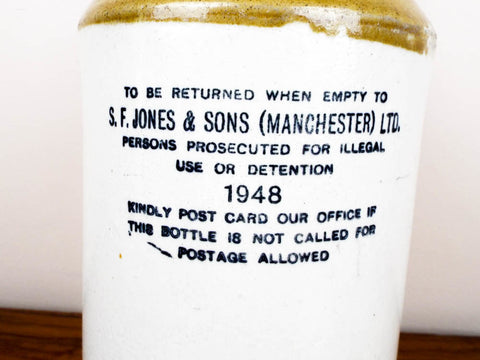 TO BE RETURNED WHEN EMPTY TO
S. F. JONES & SONS (MANCHESTER) LTD.
PERSONS PROSECUTED FOR ILLEGAL
USE OR DETENTION
1948
KINDLY POST CARD OUR OFFICE IF
THIS BOTTLE IS NOT CALLED FOR
POSTAGE ALLOWED